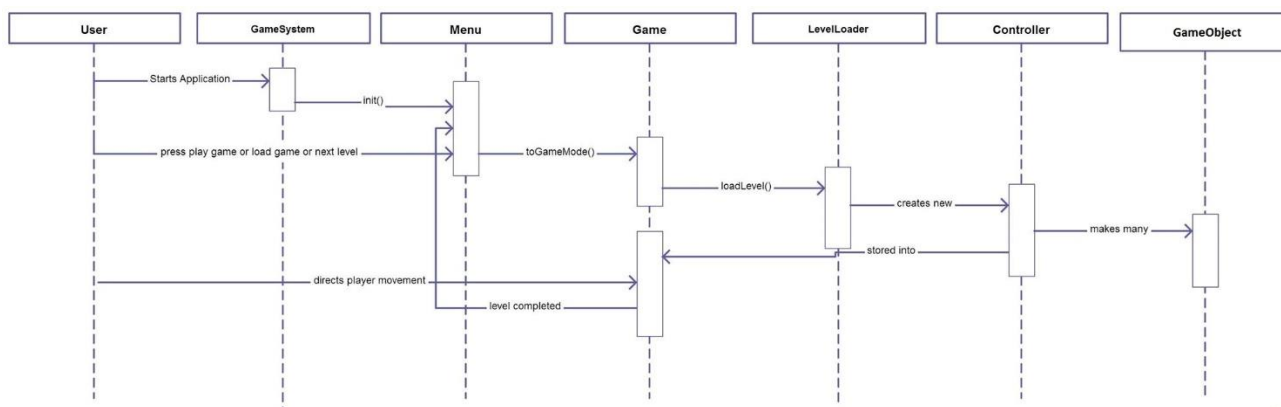 User
GameSystem
Menu
Game
LevelLoader
Controller
GameObject
Starts Application
init()
press play game or load game or next level
toGameMode()
loadLevel()
creates new
makes many
stored into
directs player movement
level completed